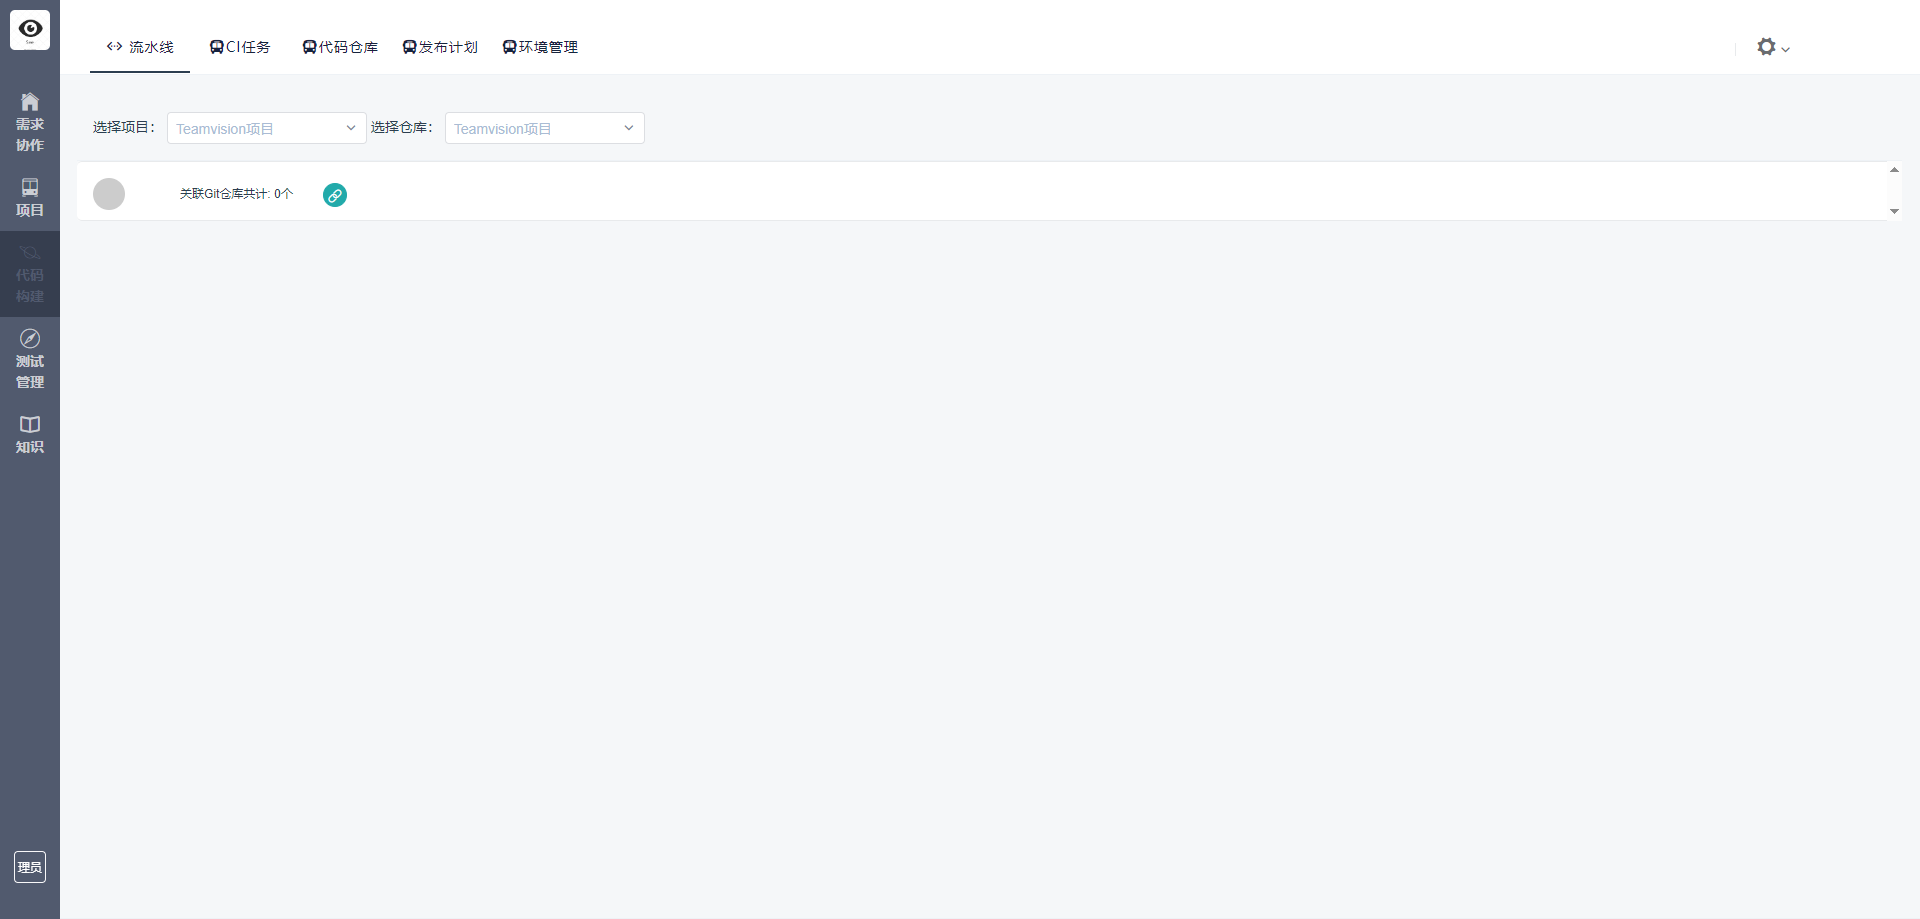 流水线
CI任务
代码仓库
发布计划
环境管理
需求
协作
项目
代码
构建
测试
管理
知识
理员
选择项目：
Teamvision项目
选择仓库：
Teamvision项目
关联Git仓库共计: 0个